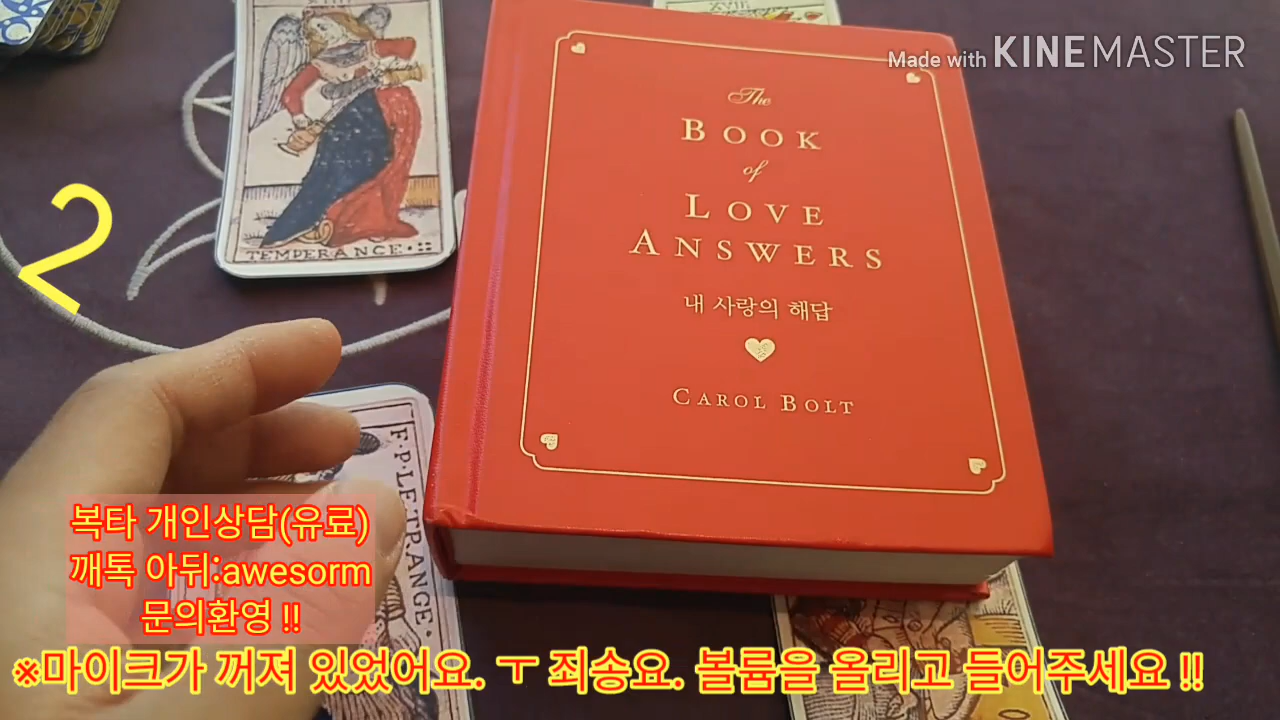 XIIII
XVIII
Made with KINEMASTER
The
BOOK
of
LOVE
ANSWERS
내 사랑의 해답
CAROL BOLT
2
TEMPERANCE
F·P·LE·TRANGE·
복타 개인상담(유료)
깨톡 아뒤:awesorm
문의환영 !!
※마이크가 꺼져 있었어요. ㅜ 죄송요. 볼륨을 올리고 들어주세요 !!